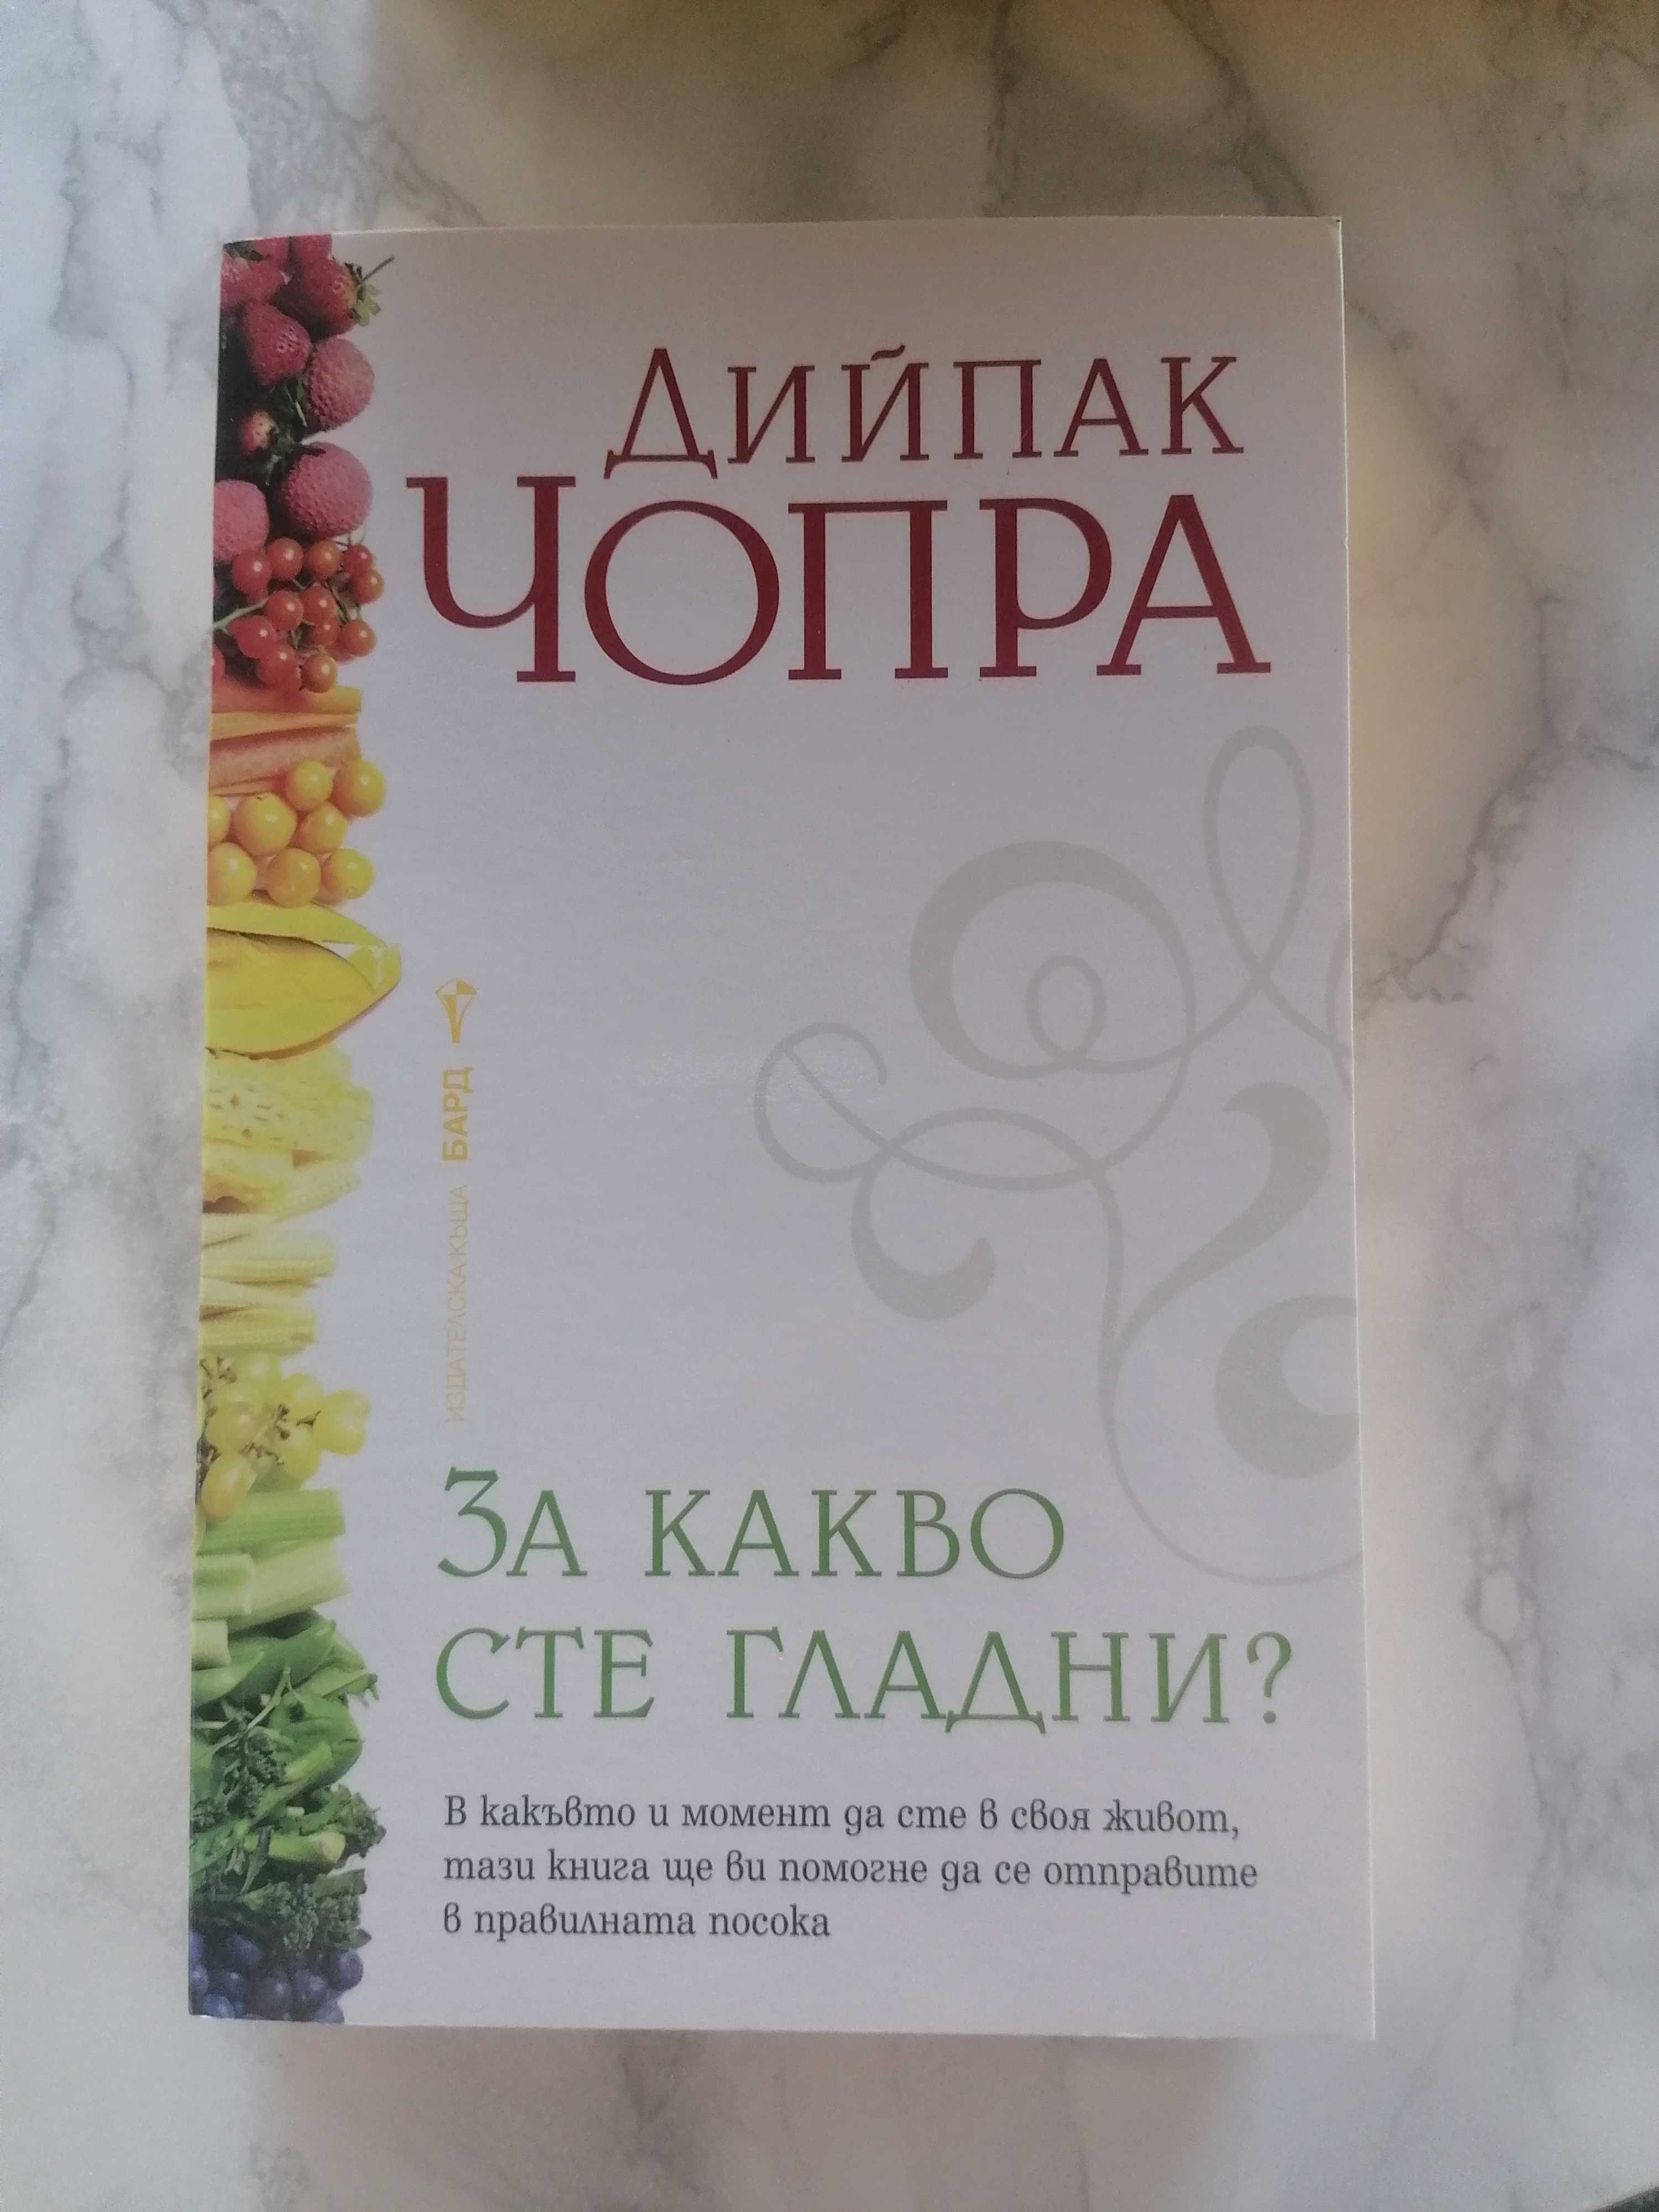 ДИЙПАК
ЧОПРА
ИЗДАТЕЛСКА КЪЩА БАРД
ЗА КАКВО
СТЕ ГЛАДНИ?
В какъвто и момент да сте в своя живот,
тази книга ще ви помогне да се отправите
в правилната посока